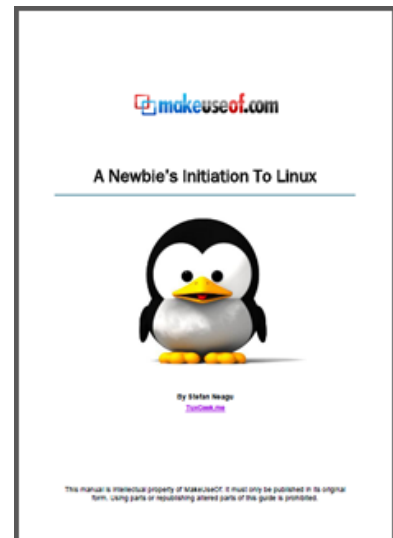 makeuseof.com
A Newbie's Initiation To Linux
By Stefan Neagu
TuxGeek.me
This manual is intellectual property of MakeUseOf. It must only be published in its original
form. Using parts or republishing altered parts of this guide is prohibited.